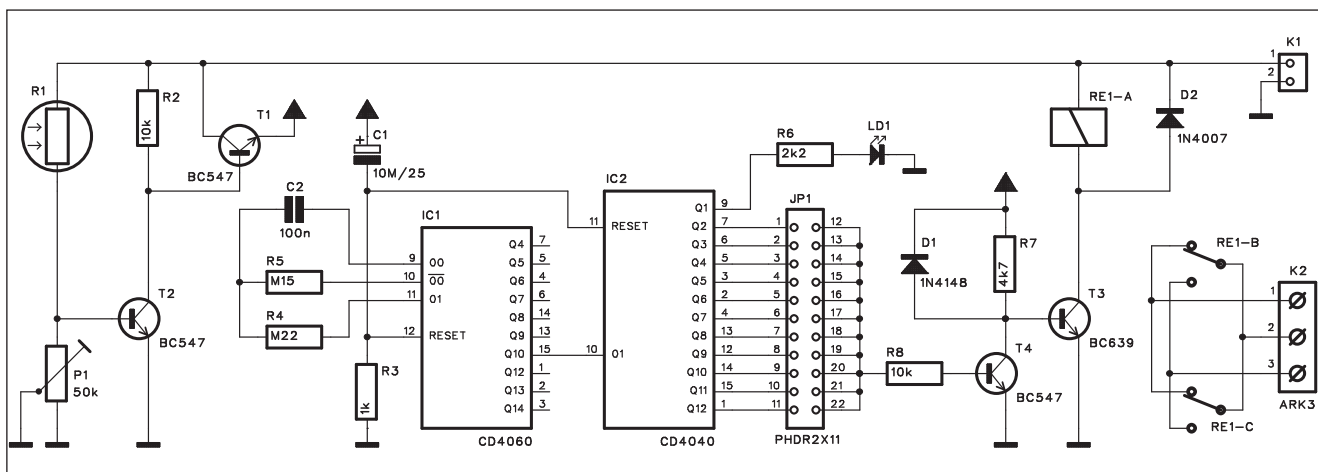 R1
R2
10k
T1
BC547
C1
+
10M/25
C2
100n
R5
M15
R4
M22
T2
BC547
P1
50k
R3
1k
IC1
9 O0
10 O0
11 O1
12 RESET
Q4 7
Q5 5
Q6 4
Q7 6
Q8 14
Q9 13
Q10 15
Q12 1
Q13 2
Q14 3
CD4060
IC2
11 RESET
10 O1
Q1 9
Q2 7
Q3 6
Q4 5
Q5 3
Q6 2
Q7 4
Q8 13
Q9 12
Q10 14
Q11 15
Q12 1
CD4040
R6
2k2
LD1
JP1
1 12
2 13
3 14
4 15
5 16
6 17
7 18
8 19
9 20
10 21
11 22
PHDR2X11
R8
10k
D1
1N4148
R7
4k7
T4
BC547
T3
BC639
RE1-A
D2
1N4007
K1
1
2
RE1-B
RE1-C
K2
1
2
3
ARK3